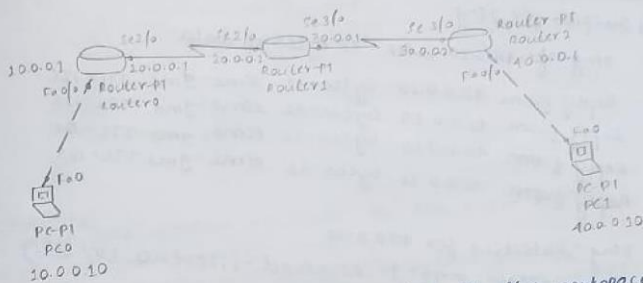 Se2/0 Se2/0 Se3/0 Se3/0 Router-PT
10.0.0.1 20.0.0.1 20.0.0.2 30.0.0.1 30.0.0.2 Router2
Fa0/0 Router-PT Router-PT 40.0.0.1
Router0 Router1 Fa0/0
Fa0 Fa0
PC-PT PC-PT
PC0 PC1
10.0.0.10 40.0.0.10